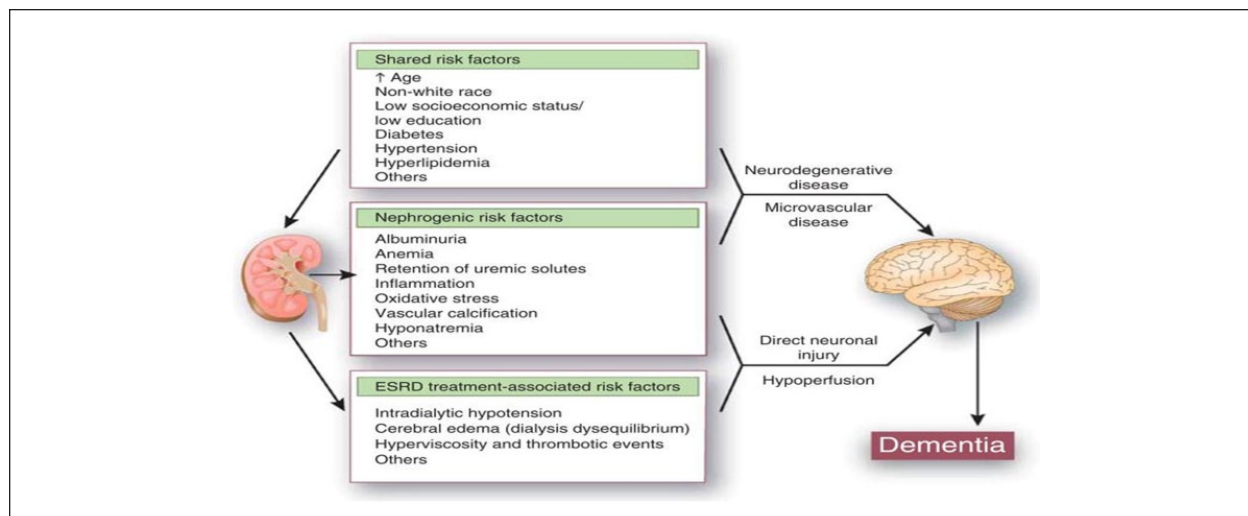 Shared risk factors
↑ Age
Non-white race
Low socioeconomic status/
low education
Diabetes
Hypertension
Hyperlipidemia
Others
Nephrogenic risk factors
Albuminuria
Anemia
Retention of uremic solutes
Inflammation
Oxidative stress
Vascular calcification
Hyponatremia
Others
ESRD treatment-associated risk factors
Intradialytic hypotension
Cerebral edema (dialysis dysequilibrium)
Hyperviscosity and thrombotic events
Others
Neurodegenerative
disease
Microvascular
disease
Direct neuronal
injury
Hypoperfusion
Dementia